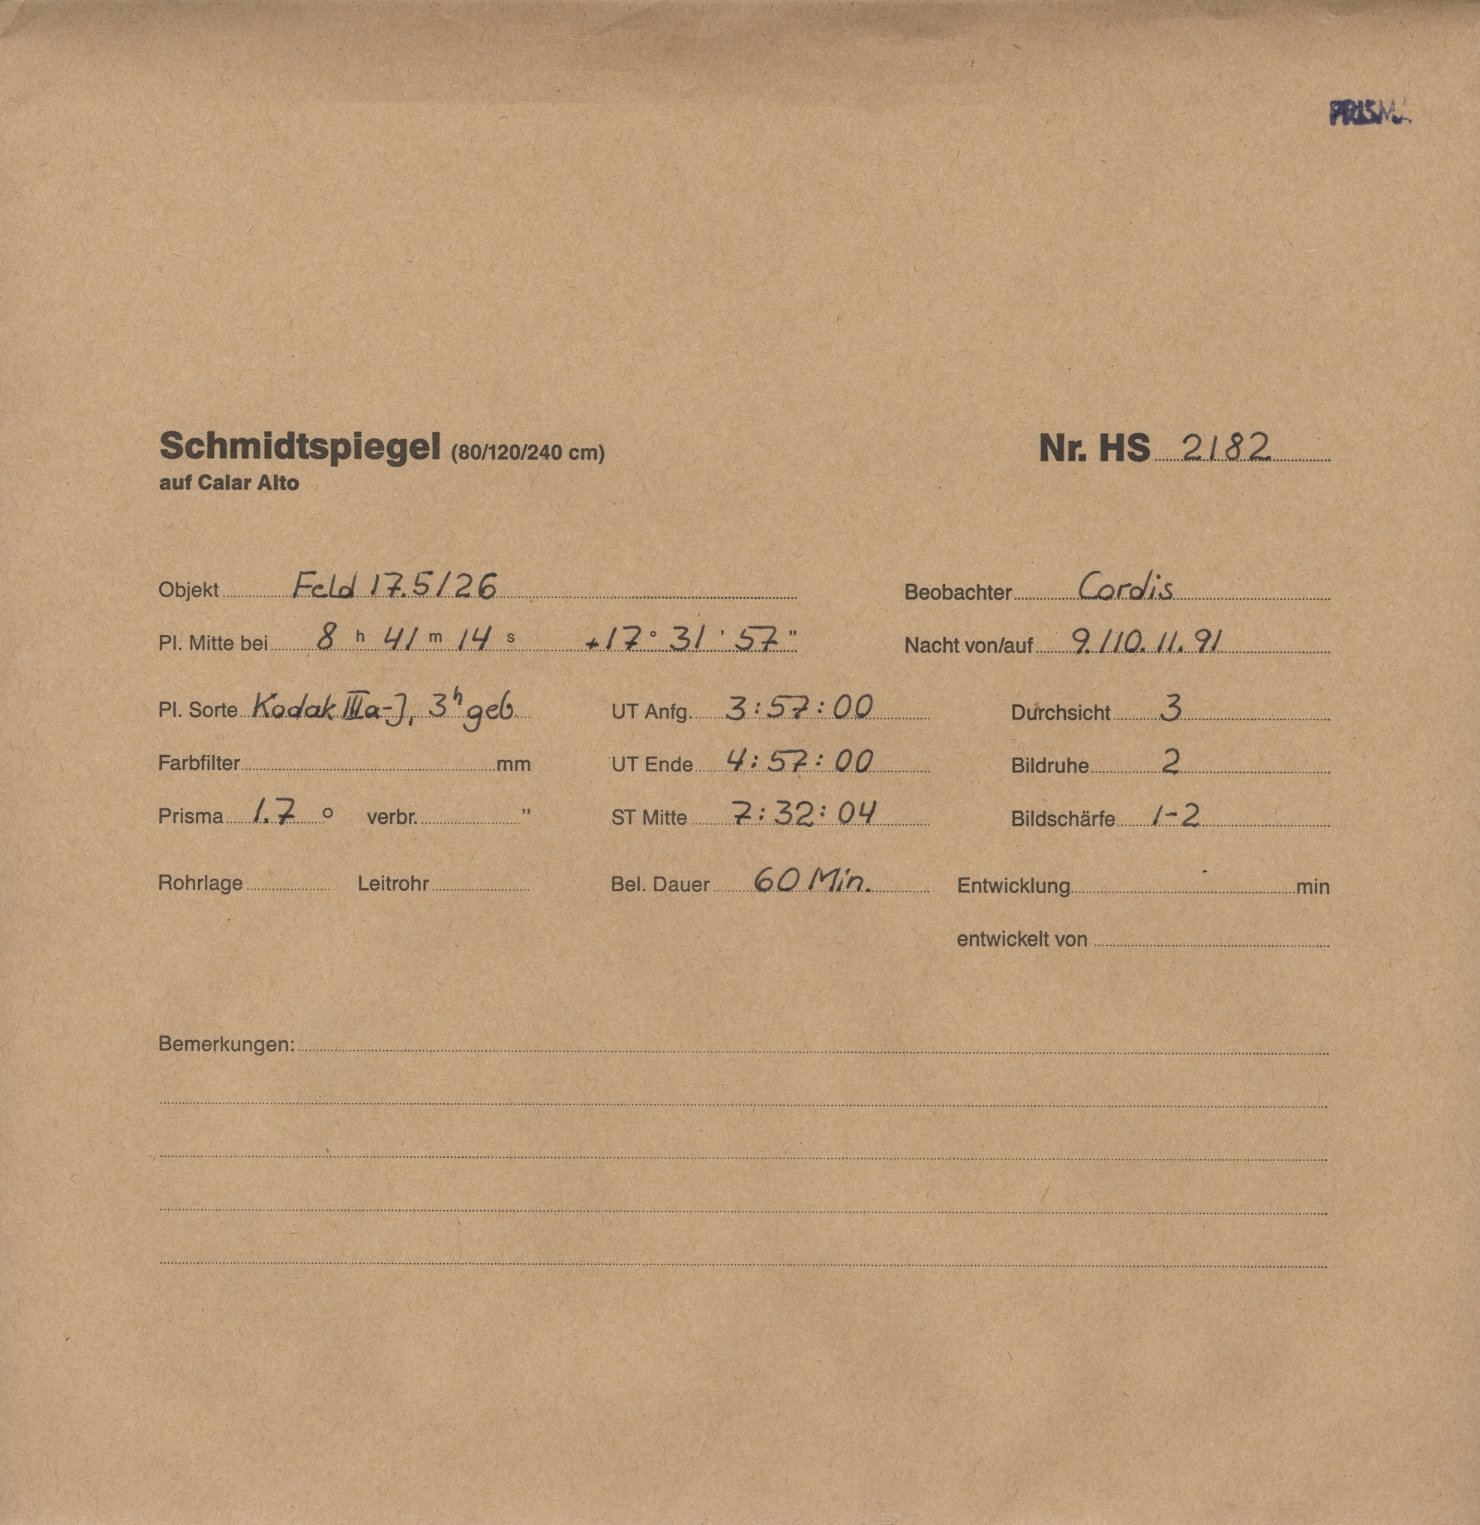 PRISMA
Schmidtspiegel (80/120/240 cm) Nr. HS 2182
auf Calar Alto
Objekt Feld 17.5/26 Beobachter Cordis
Pl. Mitte bei 8 h 41 m 14 s +17° 31' 57" Nacht von/auf 9./10. 11. 91
Pl. Sorte Kodak IIIa-J, 3h geb UT Anfg. 3:57:00 Durchsicht 3
Farbfilter mm UT Ende 4:57:00 Bildruhe 2
Prisma 1.7 ° verbr. " ST Mitte 7:32:04 Bildschärfe 1-2
Rohrlage Leitrohr Bel. Dauer 60 Min. Entwicklung min
entwickelt von
Bemerkungen: